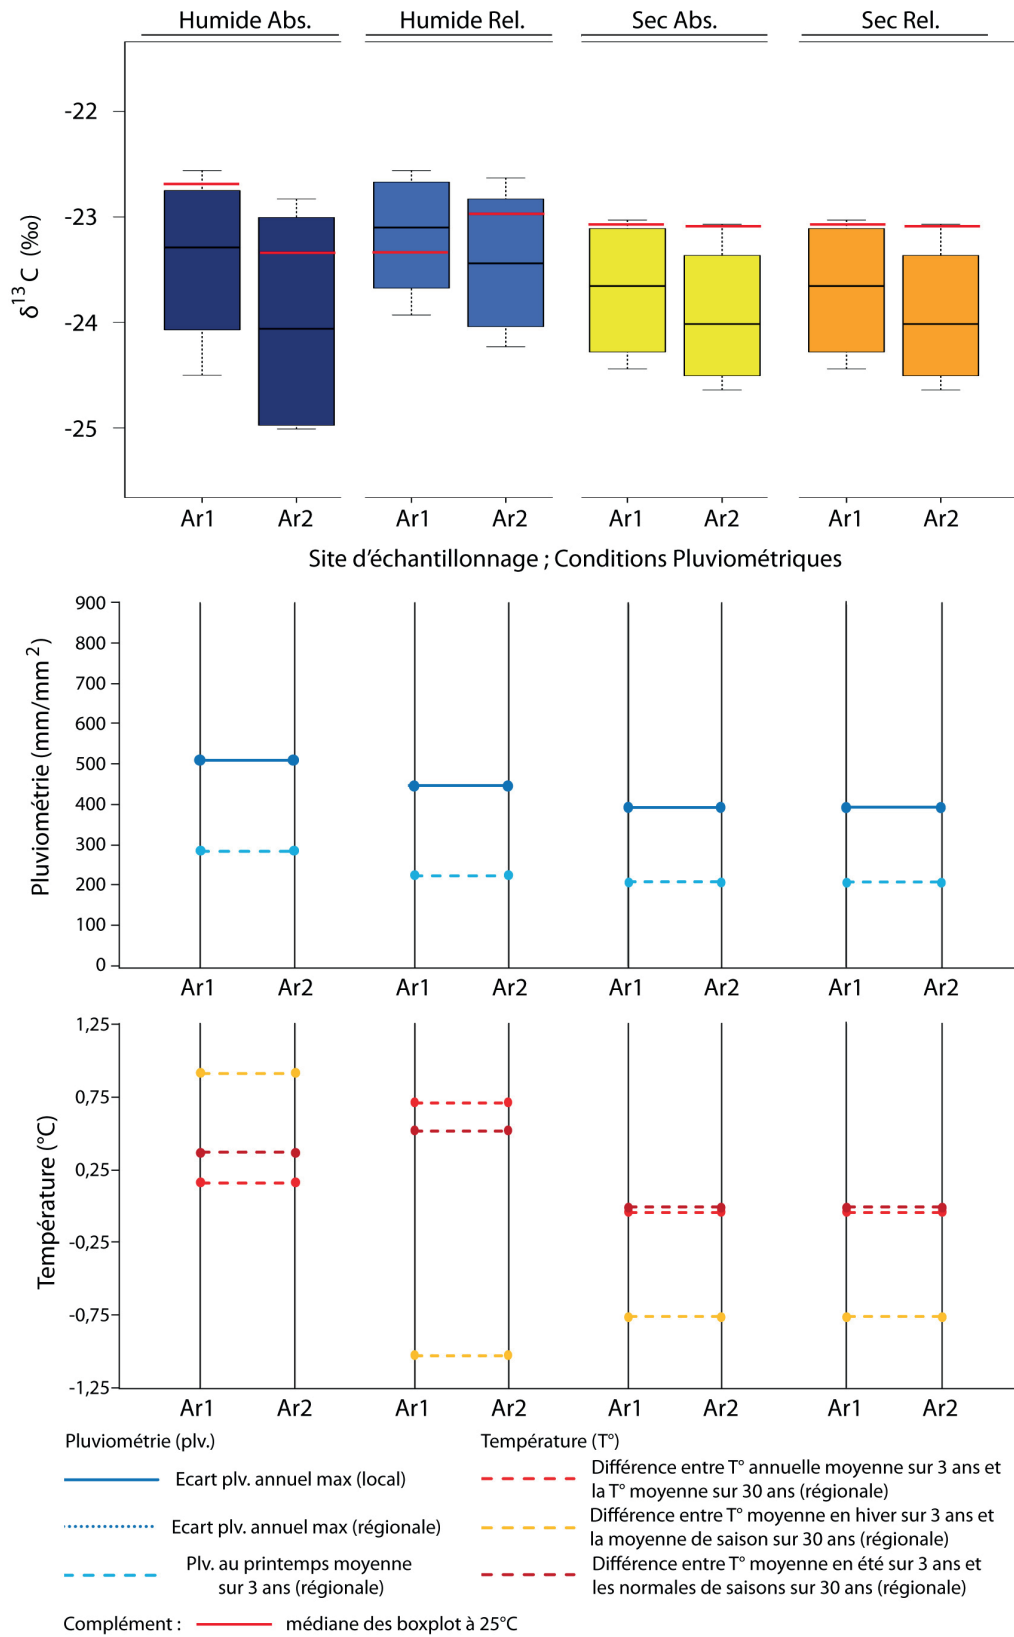 Humide Abs. Humide Rel. Sec Abs. Sec Rel.
-22
-23
-24
-25
δ13 C (‰)
Ar1 Ar2 Ar1 Ar2 Ar1 Ar2 Ar1 Ar2
Site d'échantillonnage ; Conditions Pluviométriques
900
800
700
600
500
400
300
200
100
0
Pluviométrie (mm/mm 2)
Ar1 Ar2 Ar1 Ar2 Ar1 Ar2 Ar1 Ar2
1,25
0,75
0,25
-0,25
-0,75
-1,25
Température (°C)
Ar1 Ar2 Ar1 Ar2 Ar1 Ar2 Ar1 Ar2
Pluviométrie (plv.)
Ecart plv. annuel max (local)
Ecart plv. annuel max (régionale)
Plv. au printemps moyenne
sur 3 ans (régionale)
Température (T°)
Différence entre T° annuelle moyenne sur 3 ans et
la T° moyenne sur 30 ans (régionale)
Différence entre T° moyenne en hiver sur 3 ans et
la moyenne de saison sur 30 ans (régionale)
Différence entre T° moyenne en été sur 3 ans et
les normales de saisons sur 30 ans (régionale)
Complément : médiane des boxplot à 25°C